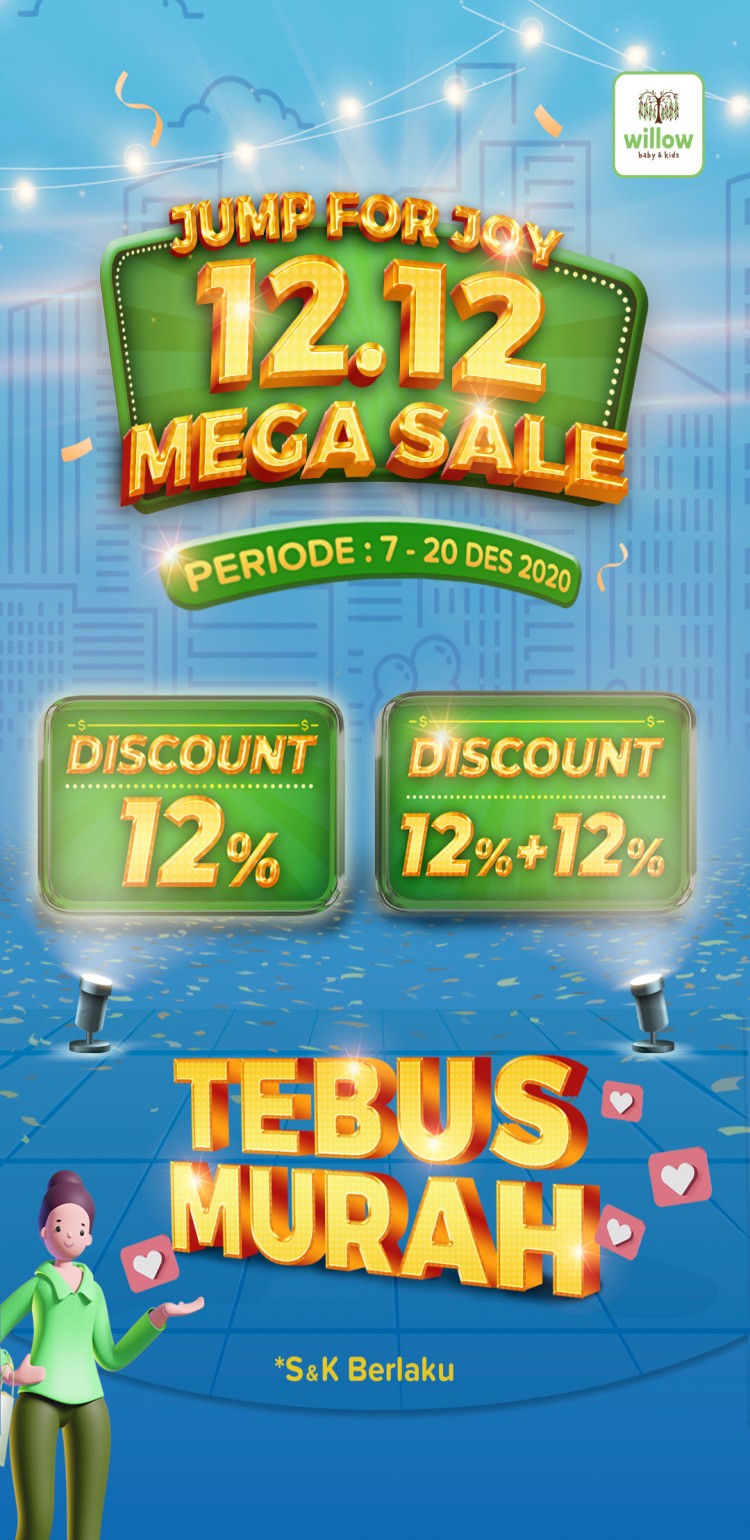 willow
baby & kids
JUMP FOR JOY
12.12
MEGA SALE
PERIODE : 7 - 20 DES 2020
DISCOUNT
12%
DISCOUNT
12%+12%
TEBUS
MURAH
*S&K Berlaku